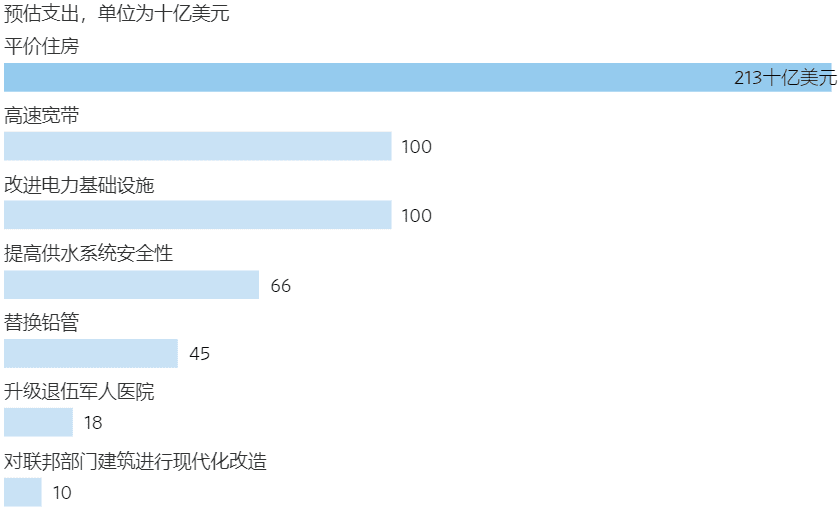 预估支出，单位为十亿美元
平价住房
213十亿美元
高速宽带
100
改进电力基础设施
100
提高供水系统安全性
66
替换铅管
45
升级退伍军人医院
18
对联邦部门建筑进行现代化改造
10